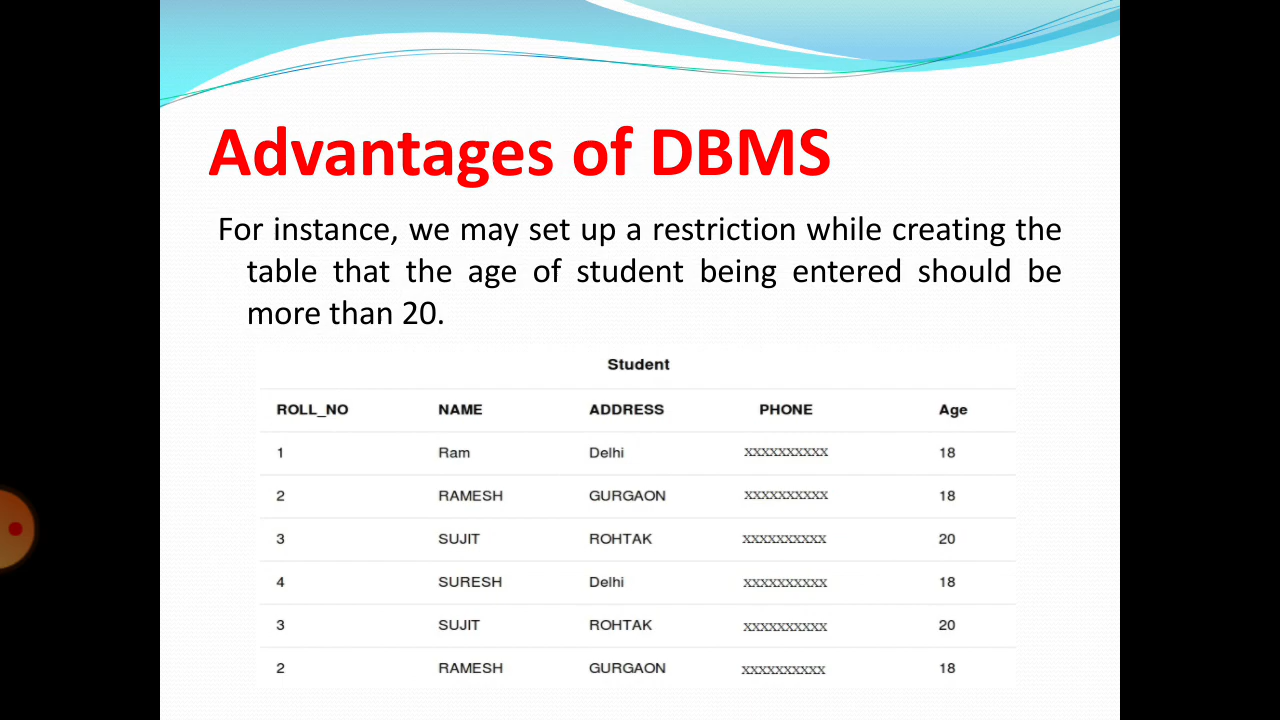 Advantages of DBMS
For instance, we may set up a restriction while creating the
table that the age of student being entered should be
more than 20.
Student
ROLL_NO NAME ADDRESS PHONE Age
1 Ram Delhi xxxxxxxxxx 18
2 RAMESH GURGAON xxxxxxxxxx 18
3 SUJIT ROHTAK xxxxxxxxxx 20
4 SURESH Delhi xxxxxxxxxx 18
3 SUJIT ROHTAK xxxxxxxxxx 20
2 RAMESH GURGAON xxxxxxxxxx 18